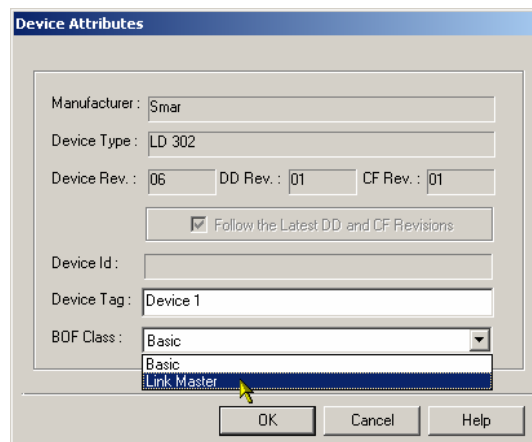 Device Attributes
Manufacturer : Smar
Device Type : LD 302
Device Rev. : 06 DD Rev. : 01 CF Rev. : 01
Follow the Latest DD and CF Revisions
Device Id :
Device Tag : Device 1
BOF Class : Basic
Basic
Link Master
OK Cancel Help